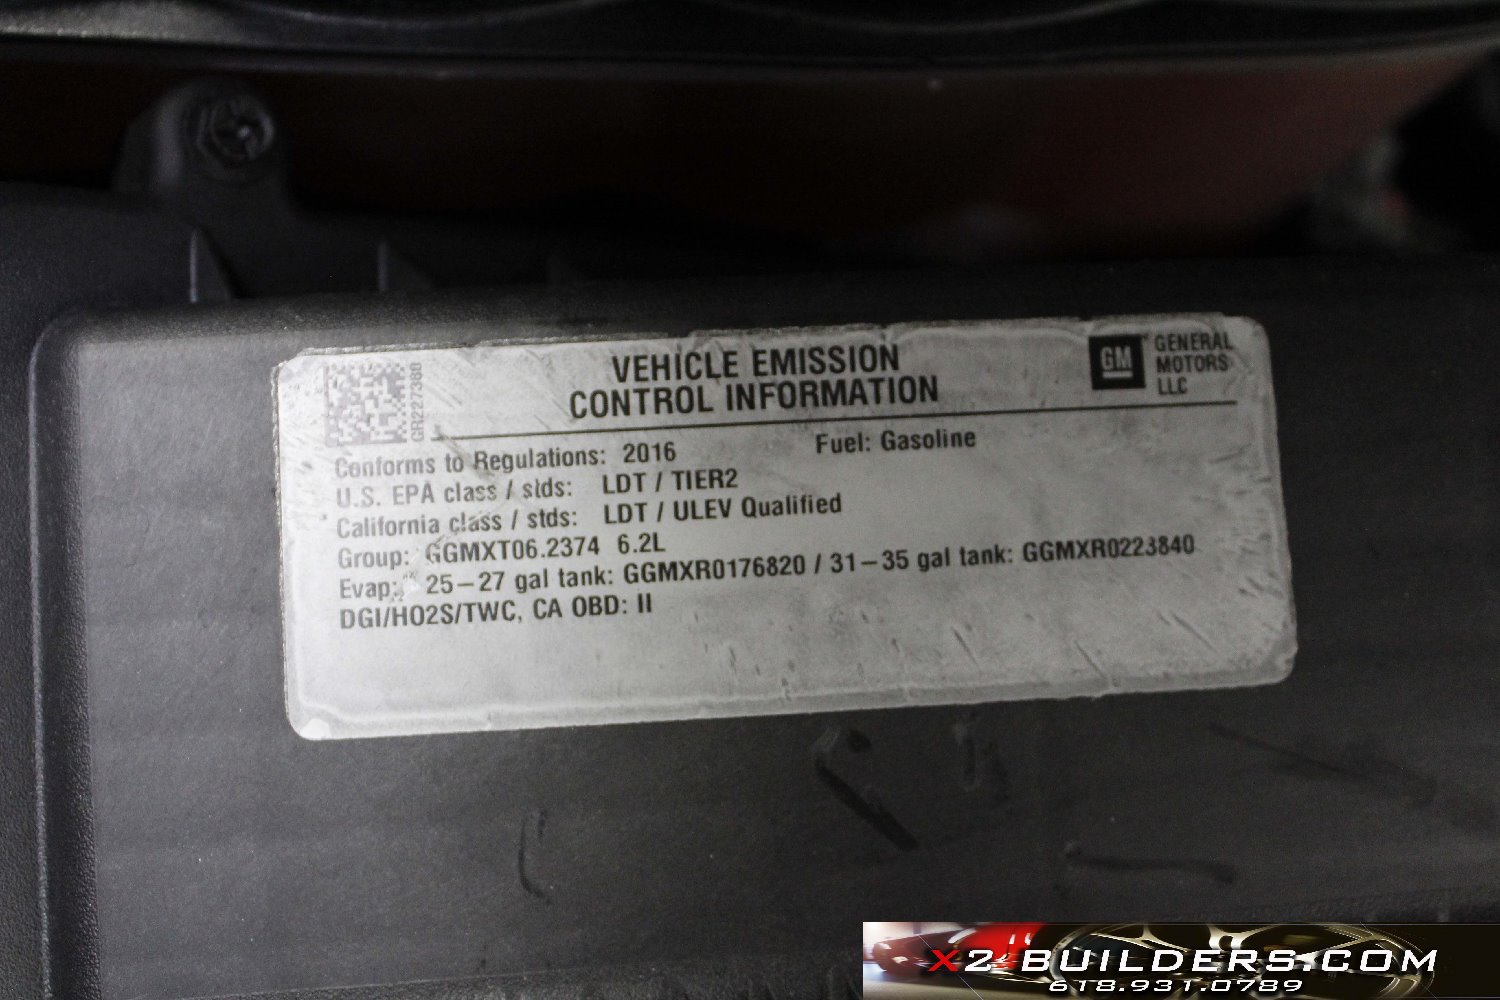 GR227380
VEHICLE EMISSION
CONTROL INFORMATION
GM
GENERAL
MOTORS
LLC
Conforms to Regulations: 2016 Fuel: Gasoline
U.S. EPA class / stds: LDT / TIER2
California class / stds: LDT / ULEV Qualified
Group: GGMXT06.2374 6.2L
Evap: 25–27 gal tank: GGMXR0176820 / 31–35 gal tank: GGMXR0223840
DGI/HO2S/TWC, CA OBD: II
X2-BUILDERS.COM
618.931.0789